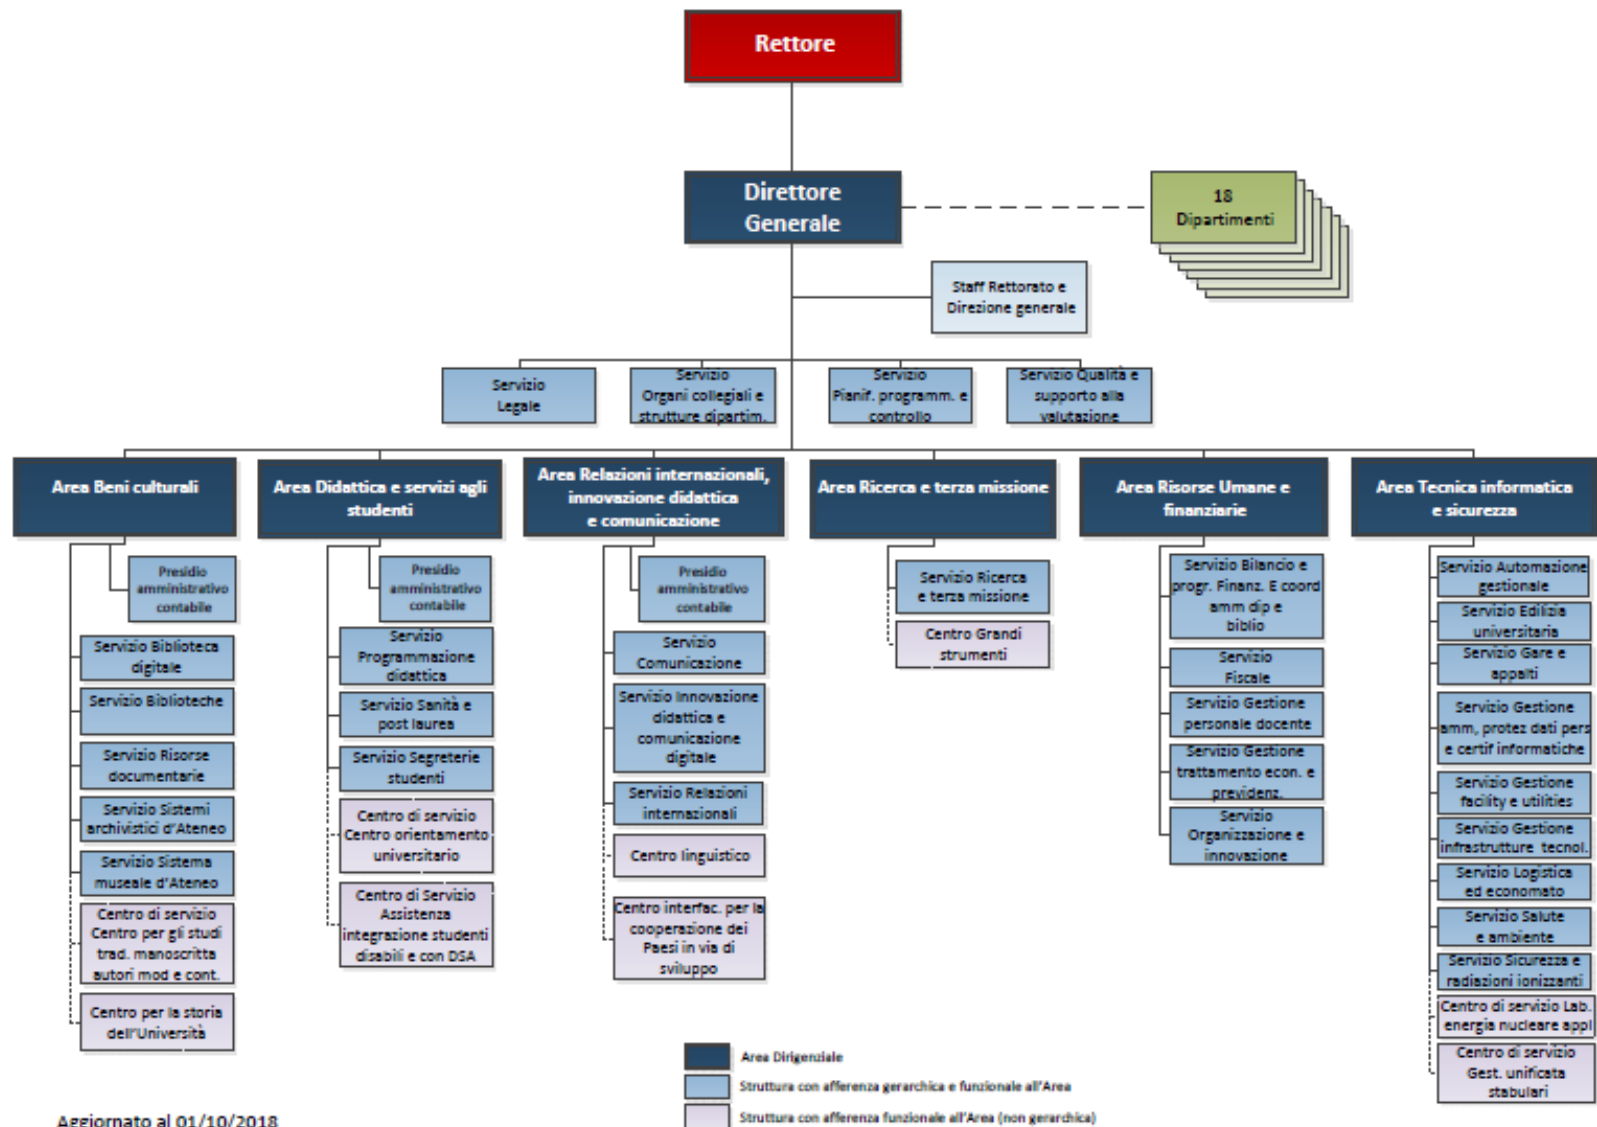 Rettore
Direttore
Generale
18
Dipartimenti
Staff Rettorato e
Direzione generale
Servizio
Legale
Servizio
Organi collegiali e
strutture dipartim.
Servizio
Pianif. programm. e
controllo
Servizio Qualità e
supporto alla
valutazione
Area Beni culturali
Area Didattica e servizi agli
studenti
Area Relazioni internazionali,
innovazione didattica
e comunicazione
Area Ricerca e terza missione
Area Risorse Umane e
finanziarie
Area Tecnica informatica
e sicurezza
Presidio
amministrativo
contabile
Servizio Biblioteca
digitale
Servizio Biblioteche
Servizio Risorse
documentarie
Servizio Sistemi
archivistici d'Ateneo
Servizio Sistema
museale d'Ateneo
Centro di servizio
Centro per gli studi
trad. manoscritta
autori mod e cont.
Centro per la storia
dell'Università
Presidio
amministrativo
contabile
Servizio
Programmazione
didattica
Servizio Sanità e
post laurea
Servizio Segreterie
studenti
Centro di servizio
Centro orientamento
universitario
Centro di Servizio
Assistenza
integrazione studenti
disabili e con DSA
Presidio
amministrativo
contabile
Servizio
Comunicazione
Servizio Innovazione
didattica e
comunicazione
digitale
Servizio Relazioni
internazionali
Centro linguistico
Centro interfac. per la
cooperazione dei
Paesi in via di
sviluppo
Servizio Ricerca
e terza missione
Centro Grandi
strumenti
Servizio Bilancio e
progr. Finanz. E coord
amm dip e
biblio
Servizio
Fiscale
Servizio Gestione
personale docente
Servizio Gestione
trattamento econ. e
previdenz.
Servizio
Organizzazione e
innovazione
Servizio Automazione
gestionale
Servizio Edilizia
universitaria
Servizio Gare e
appalti
Servizio Gestione
amm, protez dati pers
e certif informatiche
Servizio Gestione
facility e utilities
Servizio Gestione
infrastrutture tecnol.
Servizio Logistica
ed economato
Servizio Salute
e ambiente
Servizio Sicurezza e
radiazioni ionizzanti
Centro di servizio Lab.
energia nucleare appl
Centro di servizio
Gest. unificata
stabulari
Area Dirigenziale
Struttura con afferenza gerarchica e funzionale all'Area
Struttura con afferenza funzionale all'Area (non gerarchica)
Aggiornato al 01/10/2018